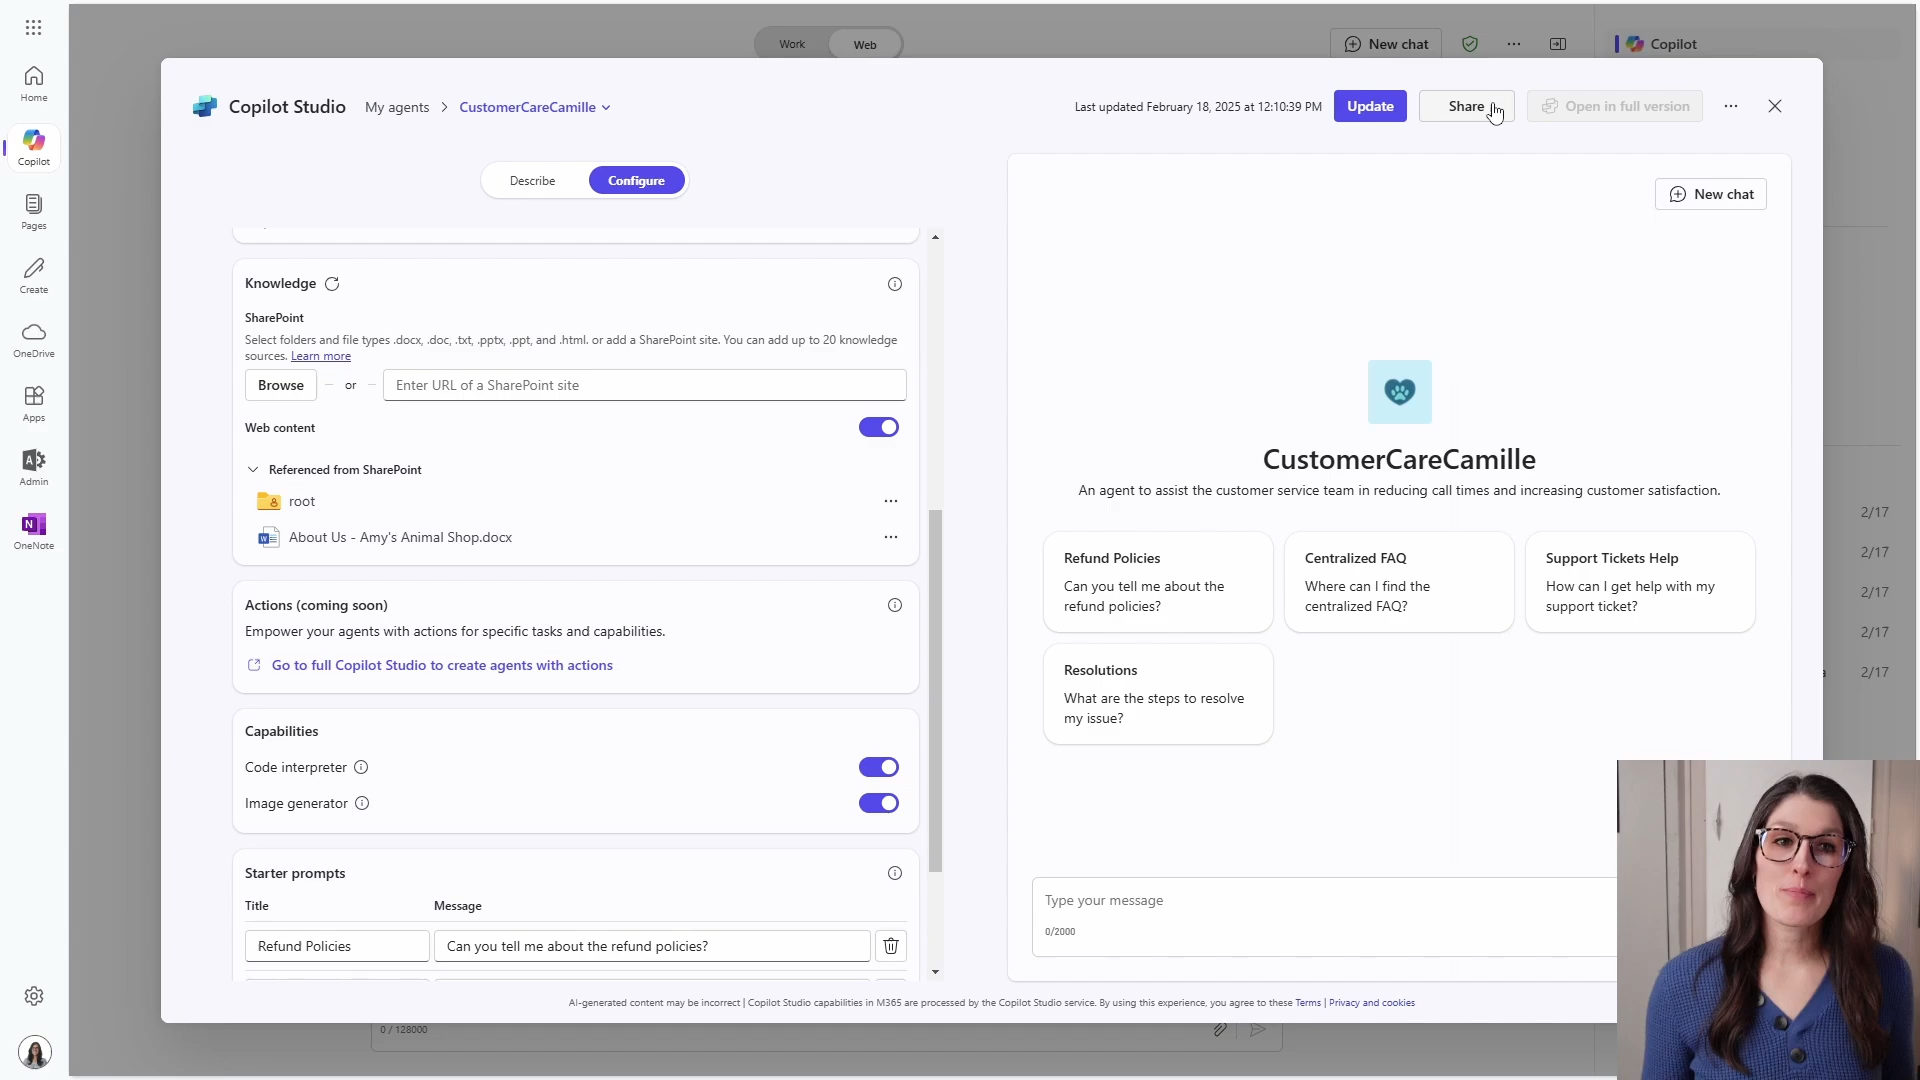 Work
Web
New chat
Copilot
Home
Copilot
Pages
Create
OneDrive
Apps
Admin
OneNote
Copilot Studio
My agents
CustomerCareCamille
Last updated February 18, 2025 at 12:10:39 PM
Update
Share
Open in full version
Describe
Configure
Knowledge
SharePoint
Select folders and file types .docx, .doc, .txt, .pptx, .ppt, and .html. or add a SharePoint site. You can add up to 20 knowledge
sources. Learn more
Browse
or
Enter URL of a SharePoint site
Web content
Referenced from SharePoint
root
About Us - Amy's Animal Shop.docx
Actions (coming soon)
Empower your agents with actions for specific tasks and capabilities.
Go to full Copilot Studio to create agents with actions
Capabilities
Code interpreter
Image generator
Starter prompts
Title
Message
Refund Policies
Can you tell me about the refund policies?
New chat
CustomerCareCamille
An agent to assist the customer service team in reducing call times and increasing customer satisfaction.
Refund Policies
Can you tell me about the
refund policies?
Centralized FAQ
Where can I find the
centralized FAQ?
Support Tickets Help
How can I get help with my
support ticket?
Resolutions
What are the steps to resolve
my issue?
Type your message
0/2000
2/17
2/17
2/17
2/17
2/17
AI-generated content may be incorrect | Copilot Studio capabilities in M365 are processed by the Copilot Studio service. By using this experience, you agree to these Terms | Privacy and cookies
0 / 128000